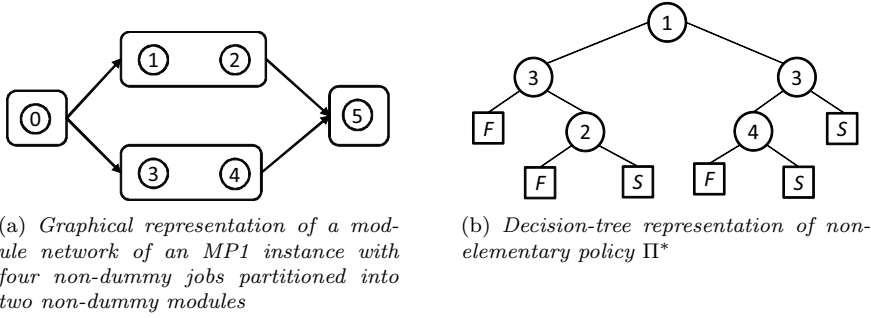 1
1 2
3 3
0
5
F 2 4 S
3 4
F S F S
(a) Graphical representation of a mod-
ule network of an MP1 instance with
four non-dummy jobs partitioned into
two non-dummy modules
(b) Decision-tree representation of non-
elementary policy Π*